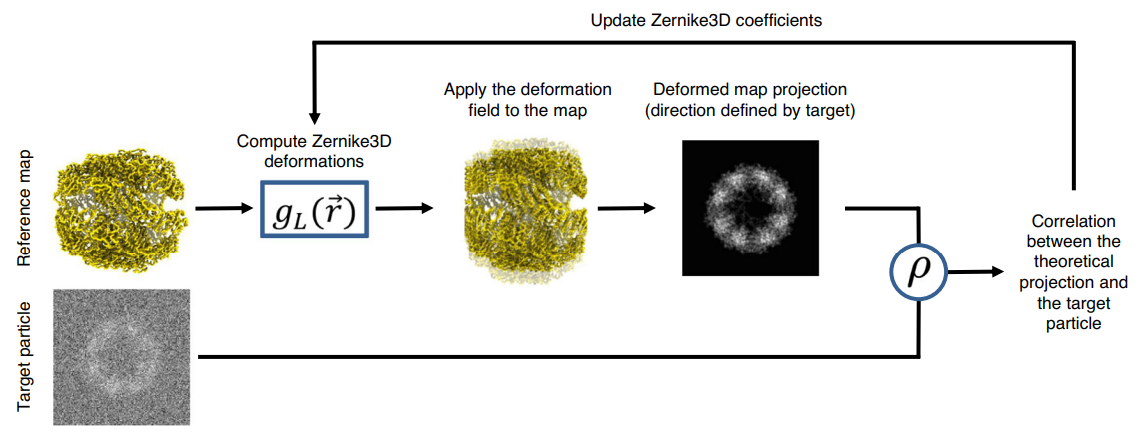 Update Zernike3D coefficients
Apply the deformation
field to the map
Deformed map projection
(direction defined by target)
Compute Zernike3D
deformations
Reference map
g_L(r⃗)
ρ
Correlation
between the
theoretical
projection and
the target
particle
Target particle